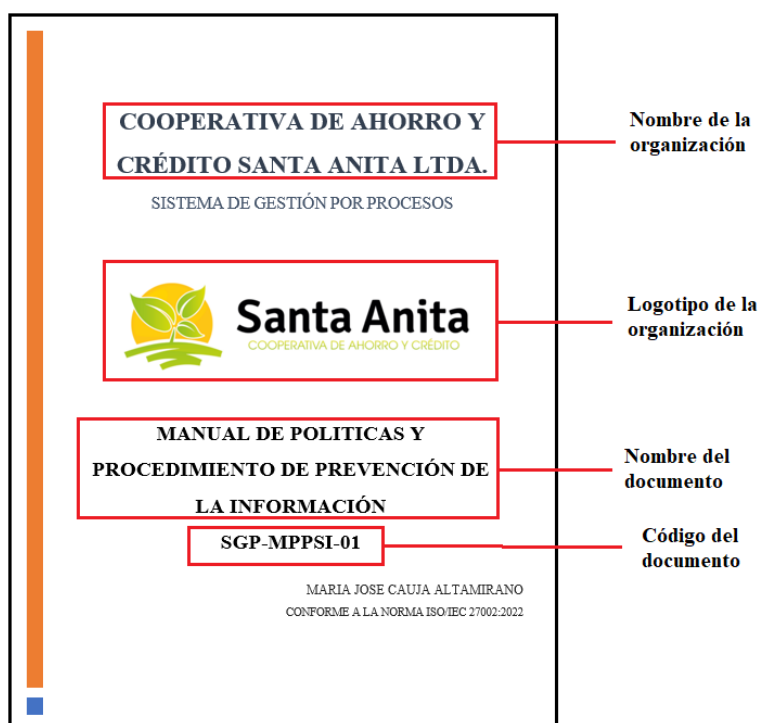 COOPERATIVA DE AHORRO Y
CRÉDITO SANTA ANITA LTDA.
SISTEMA DE GESTIÓN POR PROCESOS
Santa Anita
COOPERATIVA DE AHORRO Y CRÉDITO
MANUAL DE POLITICAS Y
PROCEDIMIENTO DE PREVENCIÓN DE
LA INFORMACIÓN
SGP-MPPSI-01
MARIA JOSE CAUJA ALTAMIRANO
CONFORME A LA NORMA ISO/IEC 27002:2022
Nombre de la
organización
Logotipo de la
organización
Nombre del
documento
Código del
documento